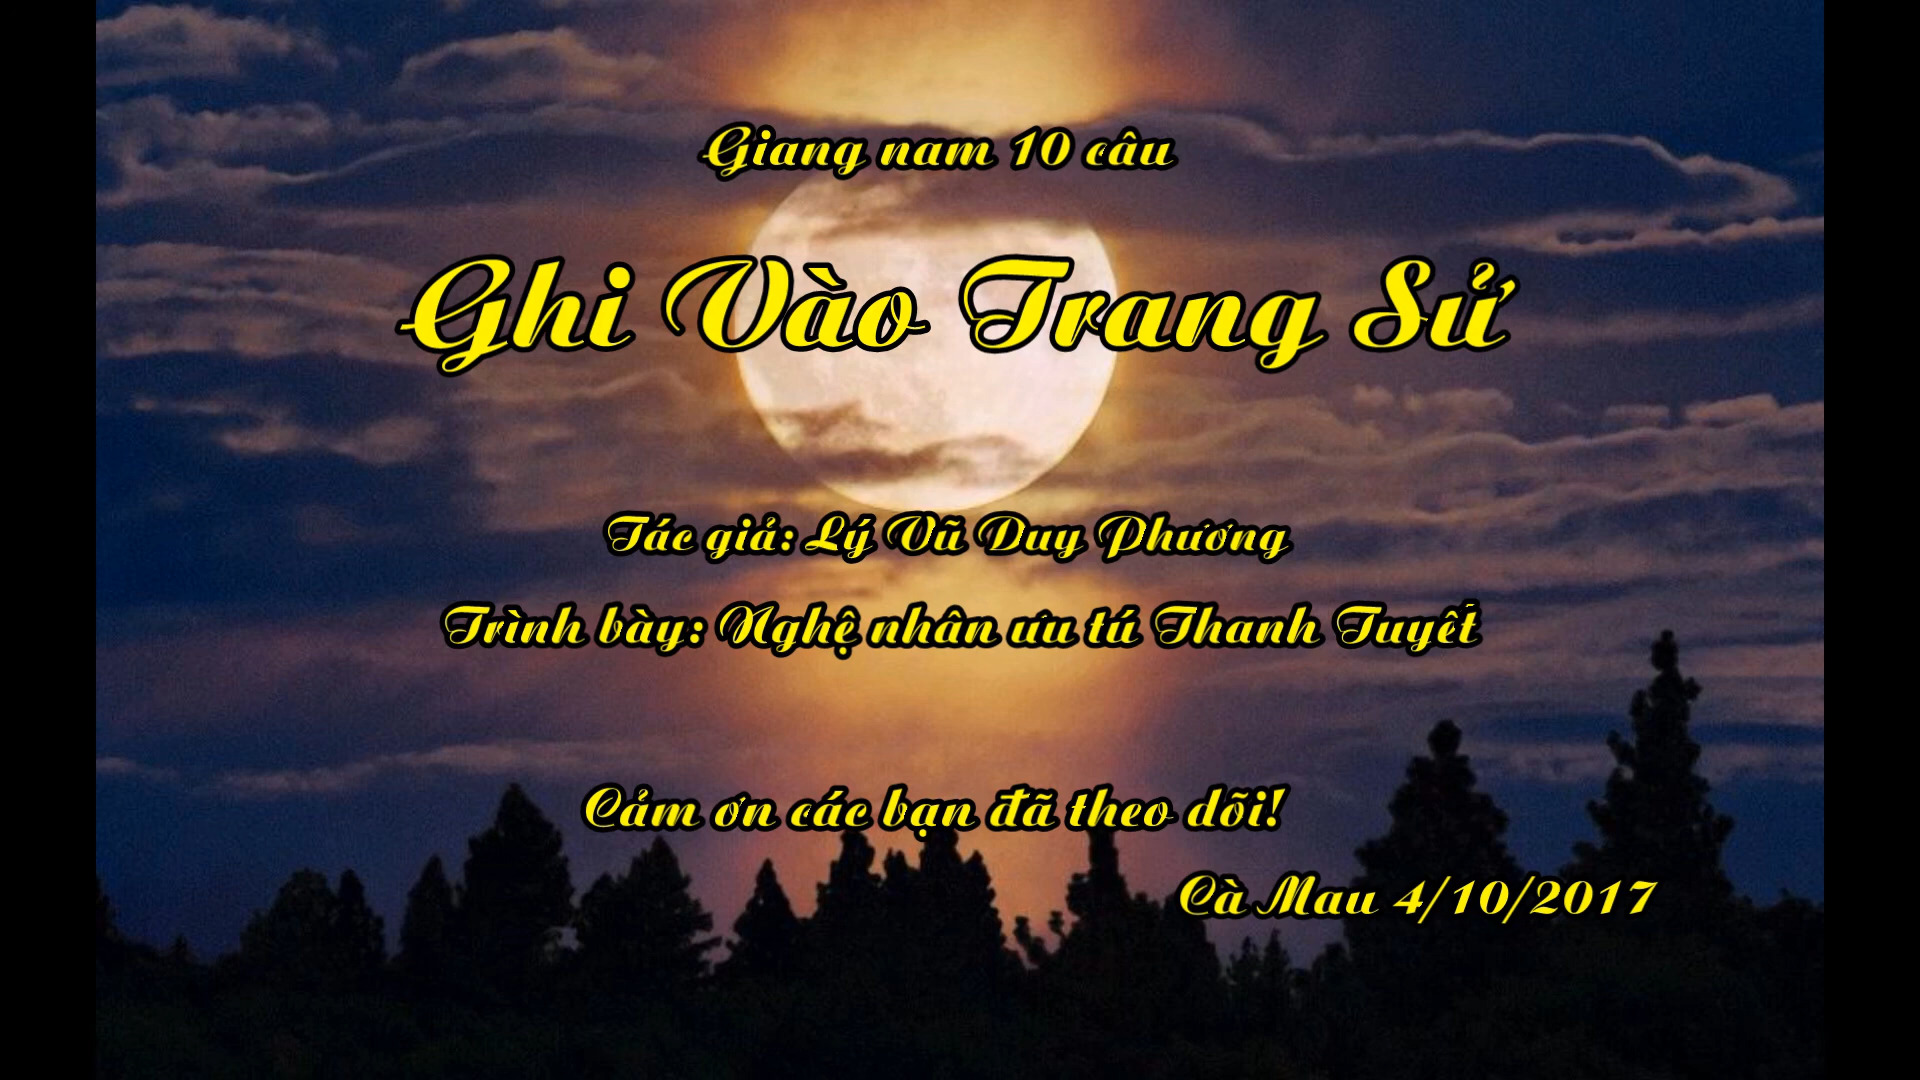 Giang nam 10 câu
Ghi Vào Trang Sử
Tác giả: Lý Vũ Duy Phương
Trình bày: Nghệ nhân ưu tú Thanh Tuyết
Cảm ơn các bạn đã theo dõi!
Cà Mau 4/10/2017